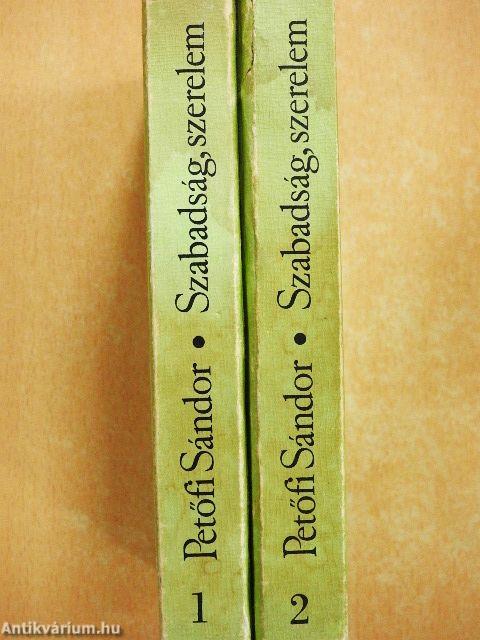 1 Petőfi Sándor • Szabadság, szerelem
2 Petőfi Sándor • Szabadság, szerelem
Antikvárium.hu